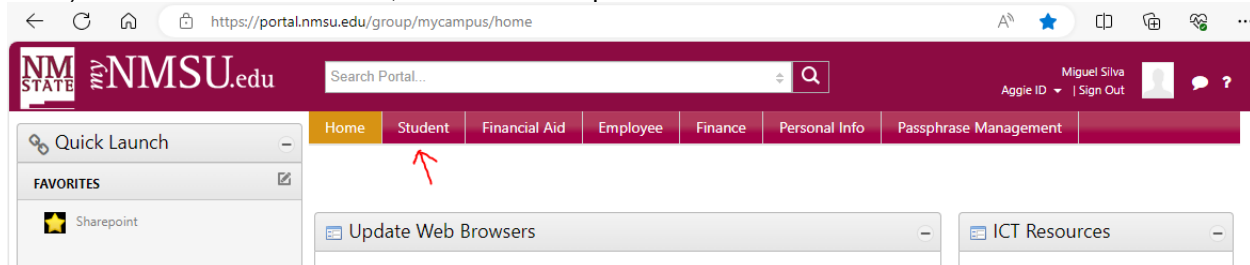 https://portal.nmsu.edu/group/mycampus/home
NM STATE myNMSU.edu
Search Portal...
Miguel Silva
Aggie ID | Sign Out
?
Home Student Financial Aid Employee Finance Personal Info Passphrase Management
Quick Launch
FAVORITES
Sharepoint
Update Web Browsers
ICT Resources